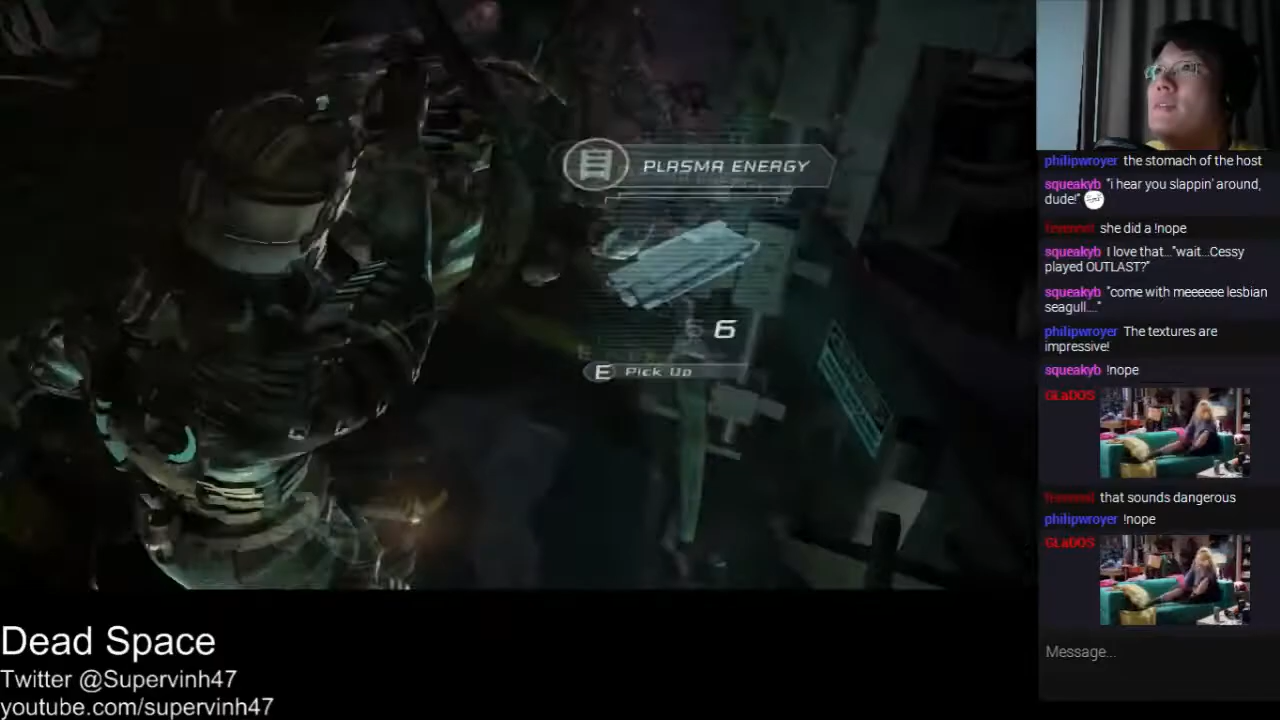 PLASMA ENERGY
6
E Pick Up
philipwroyer the stomach of the host
squeakyb "i hear you slappin' around,
dude!"
she did a !nope
squeakyb I love that..."wait...Cessy
played OUTLAST?"
squeakyb "come with meeeeee lesbian
seagull...."
philipwroyer The textures are
impressive!
squeakyb !nope
GLaDOS
that sounds dangerous
philipwroyer !nope
GLaDOS
Message...
Dead Space
Twitter @Supervinh47
youtube.com/supervinh47